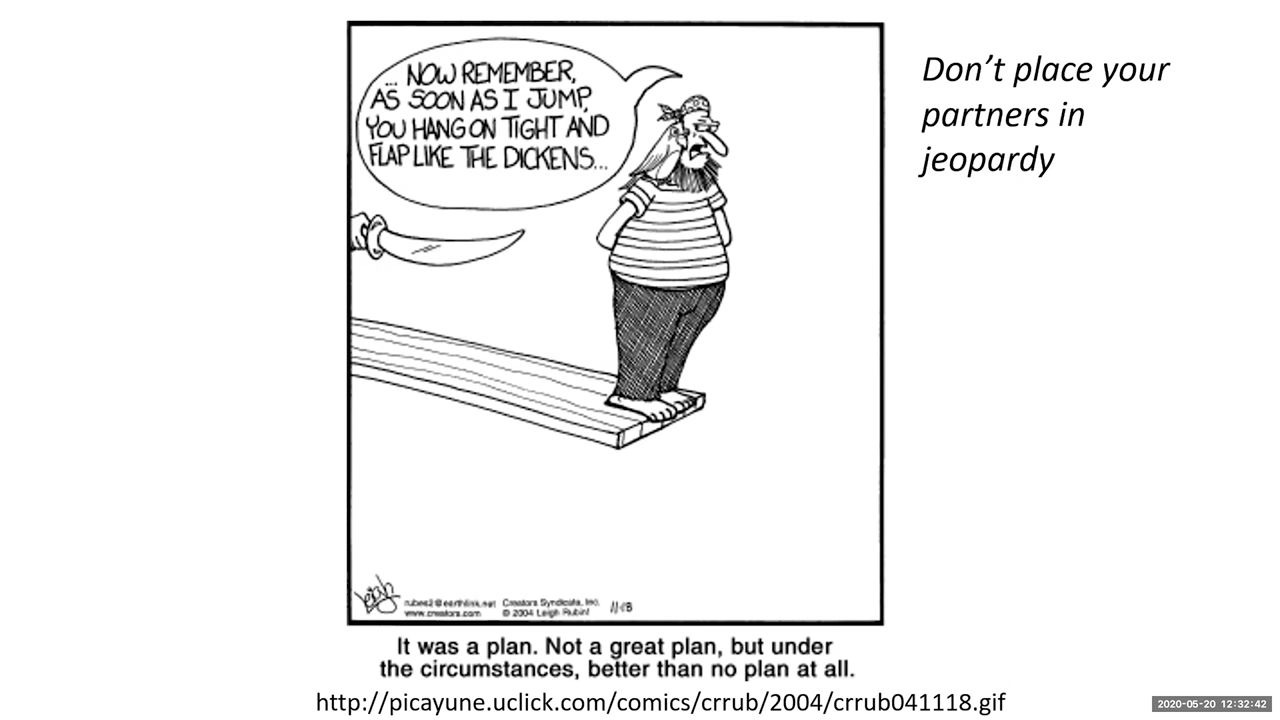 ... NOW REMEMBER,
AS SOON AS I JUMP,
YOU HANG ON TIGHT AND
FLAP LIKE THE DICKENS...
Don't place your
partners in
jeopardy
Leigh
rubes2@earthlink.net Creators Syndicate, Inc.
www.creators.com © 2004 Leigh Rubin!
11-18
It was a plan. Not a great plan, but under
the circumstances, better than no plan at all.
http://picayune.uclick.com/comics/crrub/2004/crrub041118.gif
2020-05-20 12:32:42